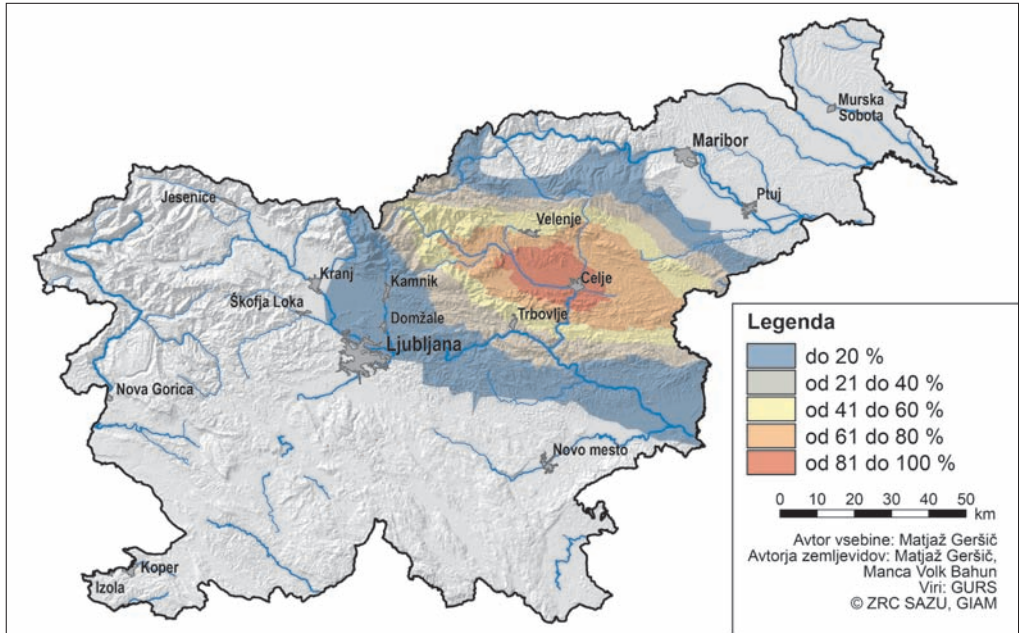 Murska
Sobota
Maribor
Ptuj
Jesenice
Velenje
Kranj
Kamnik
Celje
Škofja Loka
Domžale
Trbovlje
Ljubljana
Nova Gorica
Novo mesto
Koper
Izola
Legenda
do 20 %
od 21 do 40 %
od 41 do 60 %
od 61 do 80 %
od 81 do 100 %
0 10 20 30 40 50
km
Avtor vsebine: Matjaž Geršič
Avtorja zemljevidov: Matjaž Geršič,
Manca Volk Bahun
Viri: GURS
© ZRC SAZU, GIAM